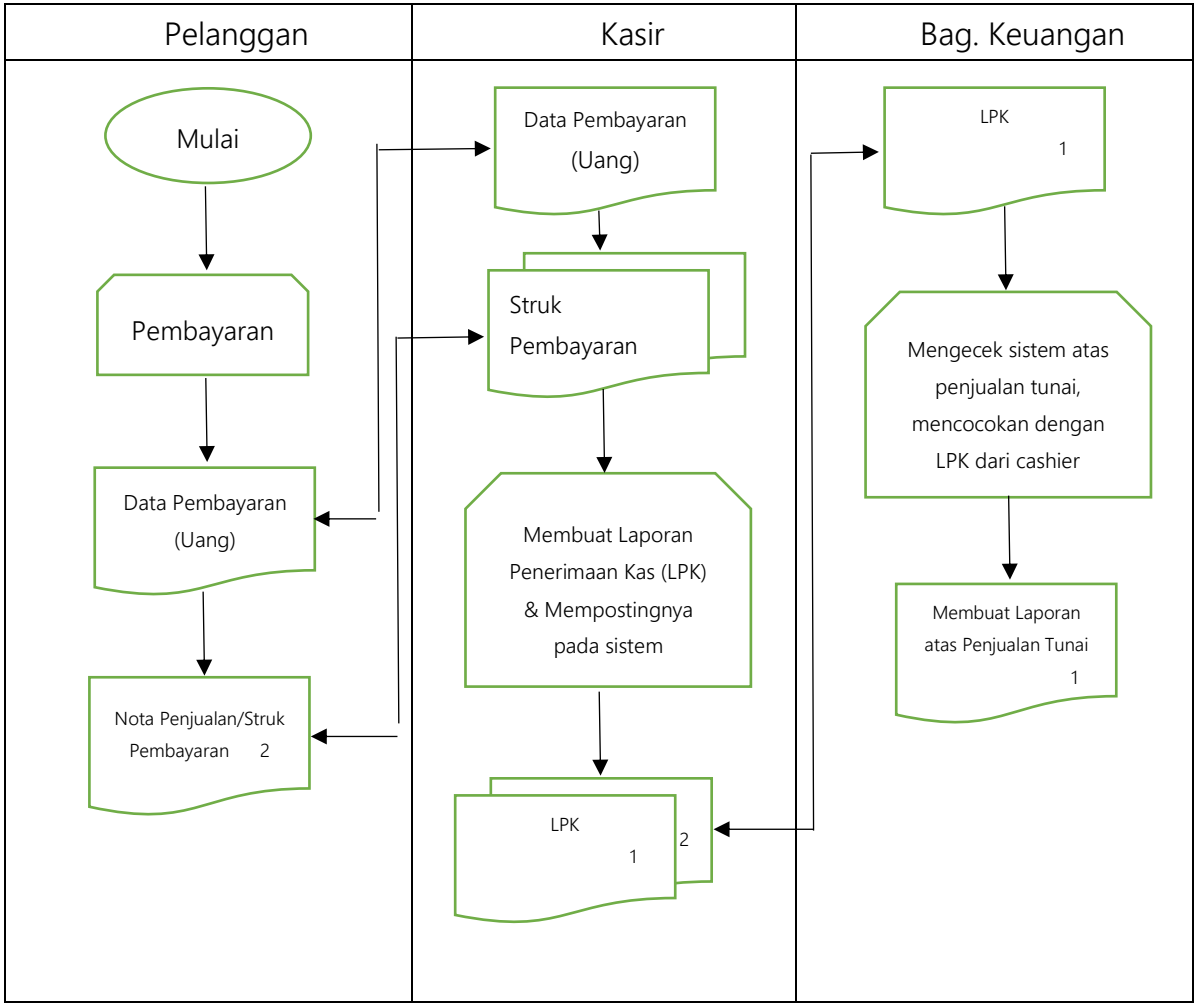 Pelanggan
Kasir
Bag. Keuangan
Mulai
Pembayaran
Data Pembayaran
(Uang)
Nota Penjualan/Struk
Pembayaran 2
Data Pembayaran
(Uang)
Struk
Pembayaran
Membuat Laporan
Penerimaan Kas (LPK)
& Mempostingnya
pada sistem
LPK
1
2
LPK
1
Mengecek sistem atas
penjualan tunai,
mencocokan dengan
LPK dari cashier
Membuat Laporan
atas Penjualan Tunai
1